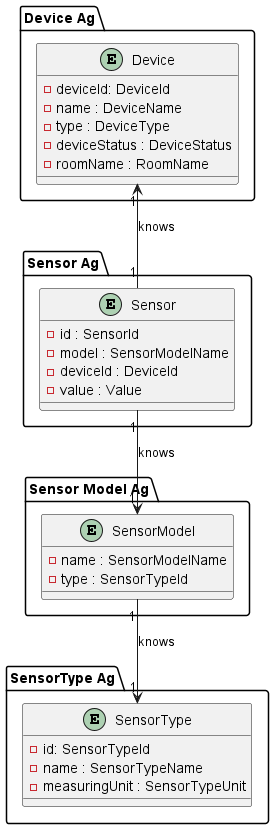 Device Ag
E Device
deviceId: DeviceId
name : DeviceName
type : DeviceType
deviceStatus : DeviceStatus
roomName : RoomName
1
knows
1
Sensor Ag
E Sensor
id : SensorId
model : SensorModelName
deviceId : DeviceId
value : Value
1
knows
1
Sensor Model Ag
E SensorModel
name : SensorModelName
type : SensorTypeId
1
knows
1
SensorType Ag
E SensorType
id: SensorTypeId
name : SensorTypeName
measuringUnit : SensorTypeUnit